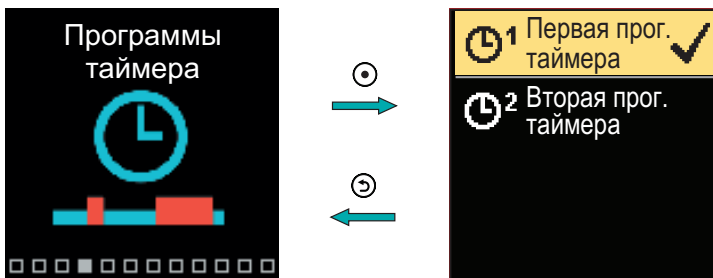 Программы
таймера
1 Первая прог.
таймера
2 Вторая прог.
таймера